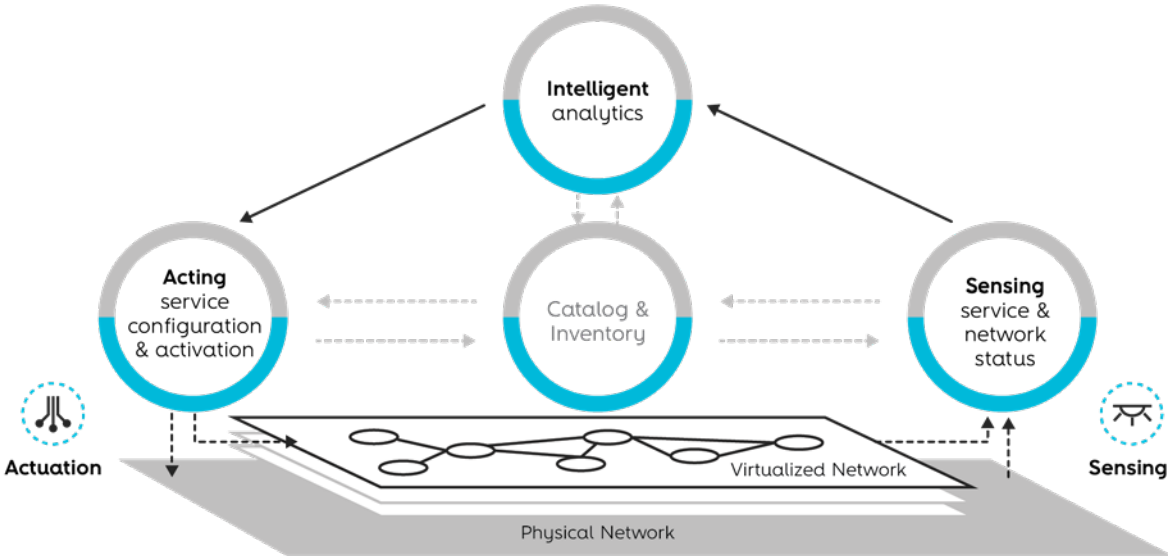 Intelligent
analytics
Acting
service
configuration
& activation
Catalog &
Inventory
Sensing
service &
network
status
Actuation
Sensing
Virtualized Network
Physical Network